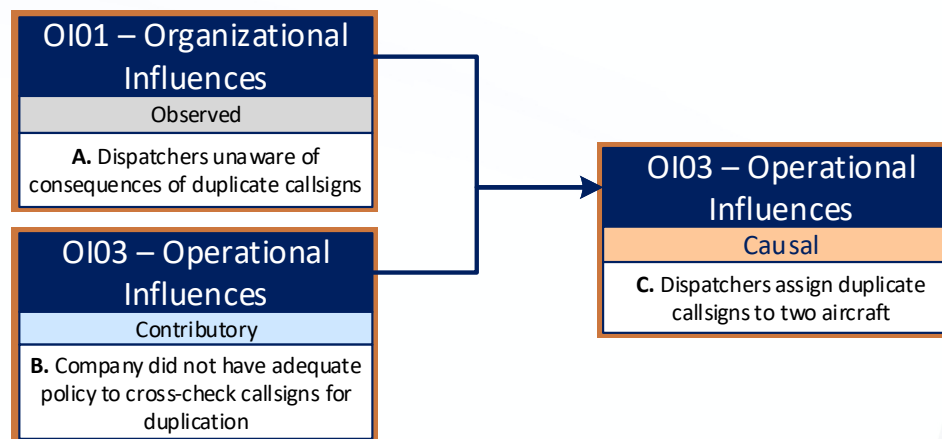 OI01 – Organizational
Influences
Observed
A. Dispatchers unaware of
consequences of duplicate callsigns
OI03 – Operational
Influences
Contributory
B. Company did not have adequate
policy to cross-check callsigns for
duplication
OI03 – Operational
Influences
Causal
C. Dispatchers assign duplicate
callsigns to two aircraft